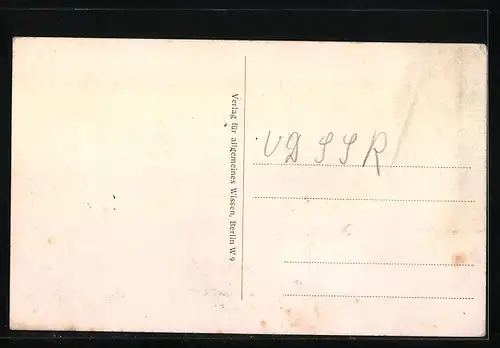 Verlag für allgemeines Wissen, Berlin W 9
VDSSR